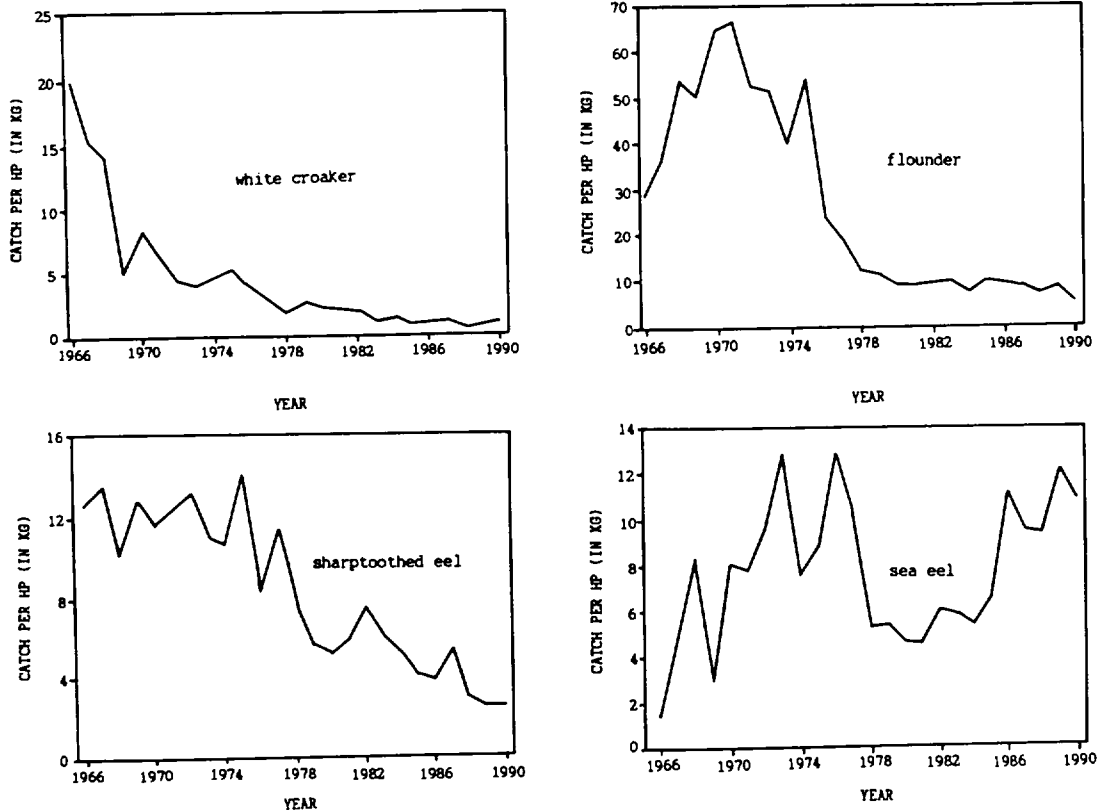 CATCH PER HP (IN KG)
25
20
15
10
5
0
white croaker
1966 1970 1974 1978 1982 1986 1990
YEAR
CATCH PER HP (IN KG)
70
60
50
40
30
20
10
0
flounder
1966 1970 1974 1978 1982 1986 1990
YEAR
CATCH PER HP (IN KG)
16
12
8
4
0
sharptoothed eel
1966 1970 1974 1978 1982 1986 1990
YEAR
CATCH PER HP (IN KG)
14
12
10
8
6
4
2
0
sea eel
1966 1970 1974 1978 1982 1986 1990
YEAR